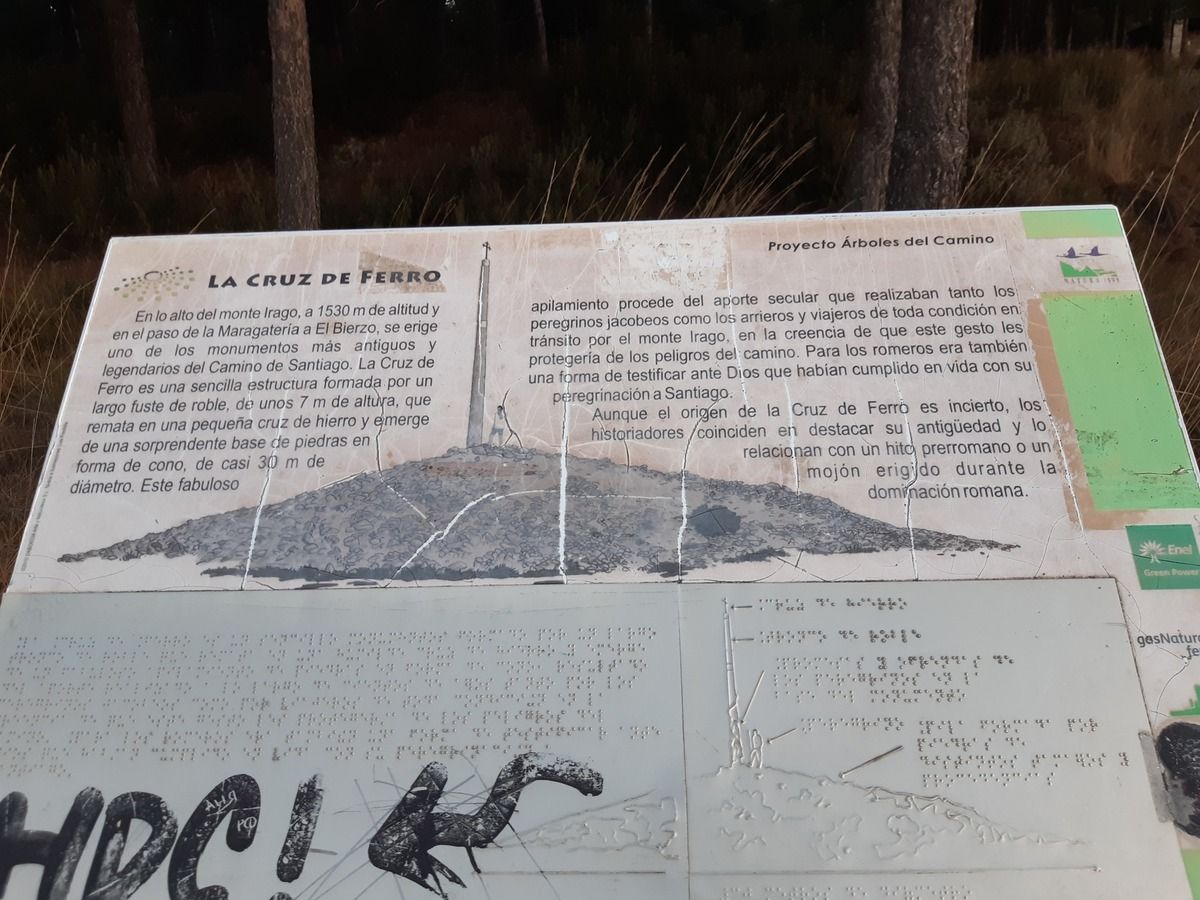 LA CRUZ DE FERRO
En lo alto del monte Irago, a 1530 m de altitud y
en el paso de la Maragatería a El Bierzo, se erige
uno de los monumentos más antiguos y
legendarios del Camino de Santiago. La Cruz de
Ferro es una sencilla estructura formada por un
largo fuste de roble, de unos 7 m de altura, que
remata en una pequeña cruz de hierro y emerge
de una sorprendente base de piedras en
forma de cono, de casi 30 m de
diámetro. Este fabuloso
Proyecto Árboles del Camino
apilamiento procede del aporte secular que realizaban tanto los
peregrinos jacobeos como los arrieros y viajeros de toda condición en
tránsito por el monte Irago, en la creencia de que este gesto les
protegería de los peligros del camino. Para los romeros era también
una forma de testificar ante Dios que habían cumplido en vida con su
peregrinación a Santiago.
Aunque el origen de la Cruz de Ferro es incierto, los
historiadores coinciden en destacar su antigüedad y lo
relacionan con un hito prerromano o un
mojón erigido durante la
dominación romana.
Enel
Green Power
gasNatura
fe
HDC!